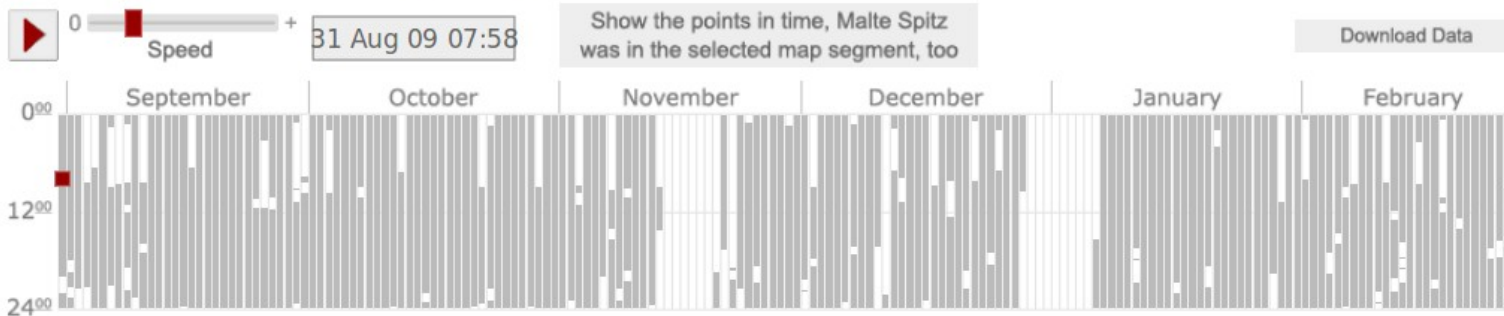 0 +
Speed
31 Aug 09 07:58
Show the points in time, Malte Spitz
was in the selected map segment, too
Download Data
September October November December January February
0⁰⁰
12⁰⁰
24⁰⁰